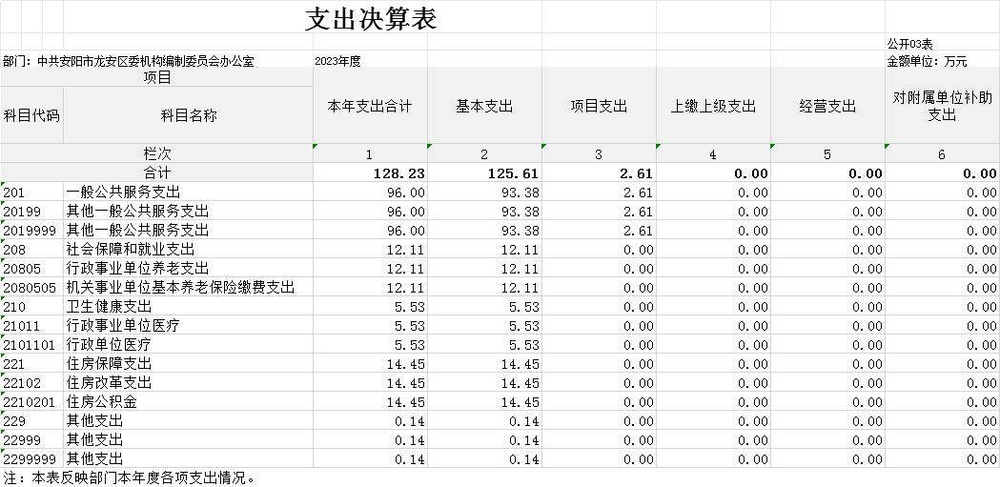 支出决算表
公开03表
部门：中共安阳市龙安区委机构编制委员会办公室 2023年度 金额单位：万元
项目 本年支出合计 基本支出 项目支出 上缴上级支出 经营支出 对附属单位补助支出
科目代码 科目名称
栏次 1 2 3 4 5 6
合计 128.23 125.61 2.61 0.00 0.00 0.00
201 一般公共服务支出 96.00 93.38 2.61 0.00 0.00 0.00
20199 其他一般公共服务支出 96.00 93.38 2.61 0.00 0.00 0.00
2019999 其他一般公共服务支出 96.00 93.38 2.61 0.00 0.00 0.00
208 社会保障和就业支出 12.11 12.11 0.00 0.00 0.00 0.00
20805 行政事业单位养老支出 12.11 12.11 0.00 0.00 0.00 0.00
2080505 机关事业单位基本养老保险缴费支出 12.11 12.11 0.00 0.00 0.00 0.00
210 卫生健康支出 5.53 5.53 0.00 0.00 0.00 0.00
21011 行政事业单位医疗 5.53 5.53 0.00 0.00 0.00 0.00
2101101 行政单位医疗 5.53 5.53 0.00 0.00 0.00 0.00
221 住房保障支出 14.45 14.45 0.00 0.00 0.00 0.00
22102 住房改革支出 14.45 14.45 0.00 0.00 0.00 0.00
2210201 住房公积金 14.45 14.45 0.00 0.00 0.00 0.00
229 其他支出 0.14 0.14 0.00 0.00 0.00 0.00
22999 其他支出 0.14 0.14 0.00 0.00 0.00 0.00
2299999 其他支出 0.14 0.14 0.00 0.00 0.00 0.00
注：本表反映部门本年度各项支出情况。